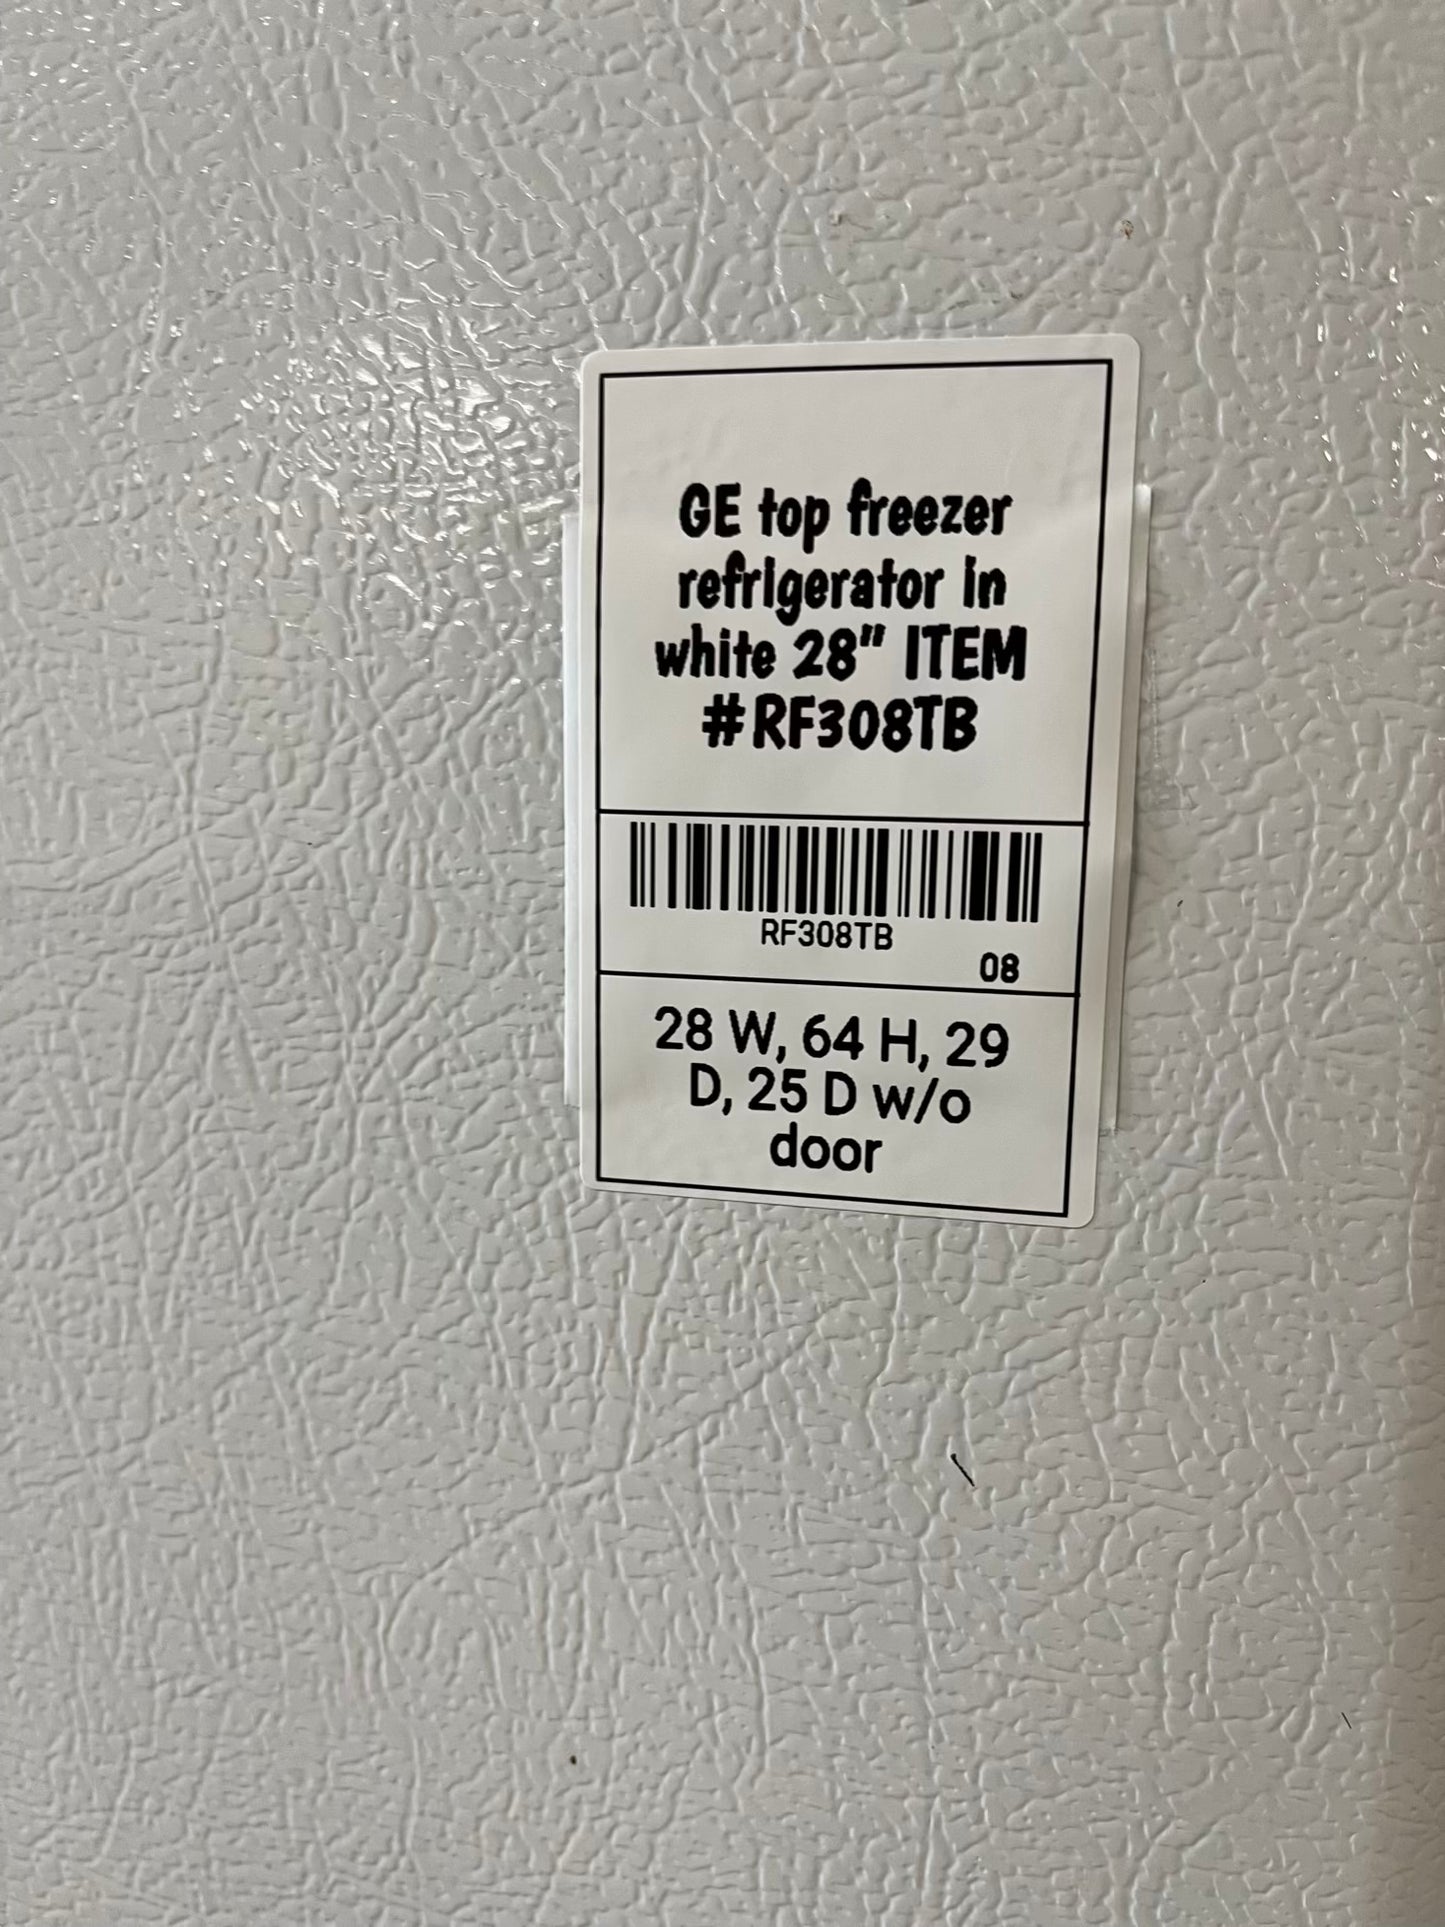 GE top freezer
refrigerator in
white 28" ITEM
#RF308TB
RF308TB
08
28 W, 64 H, 29
D, 25 D w/o
door